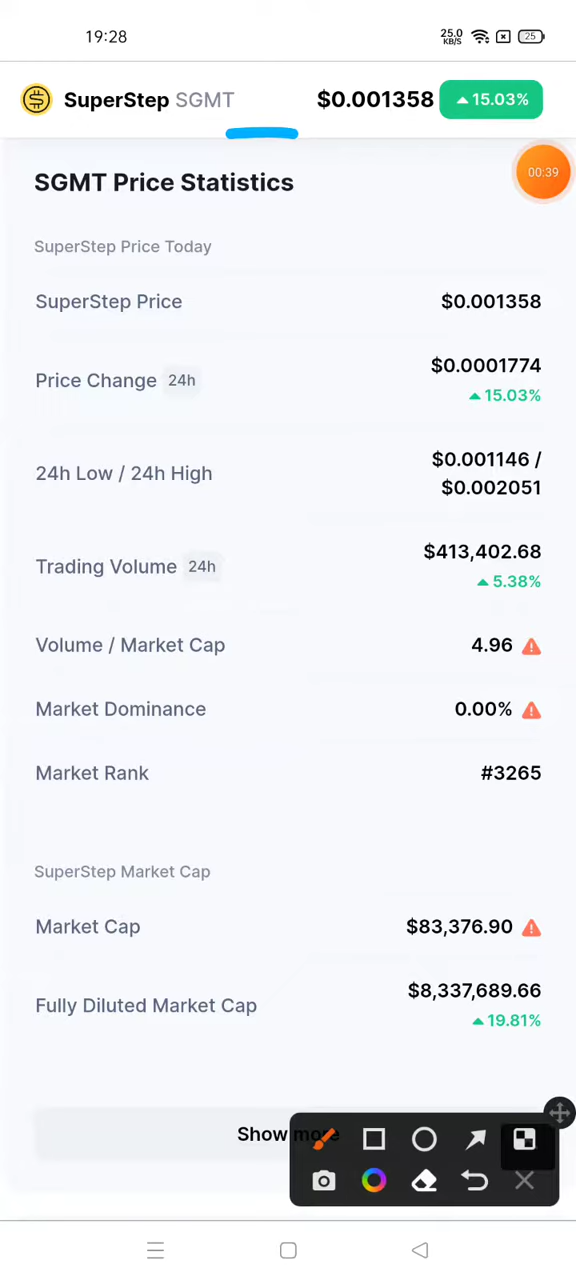 19:28
25.0
KB/S
25
SuperStep SGMT $0.001358 15.03%
SGMT Price Statistics
00:39
SuperStep Price Today
SuperStep Price $0.001358
Price Change 24h $0.0001774
15.03%
24h Low / 24h High $0.001146 /
$0.002051
Trading Volume 24h $413,402.68
5.38%
Volume / Market Cap 4.96
Market Dominance 0.00%
Market Rank #3265
SuperStep Market Cap
Market Cap $83,376.90
Fully Diluted Market Cap $8,337,689.66
19.81%
Show more